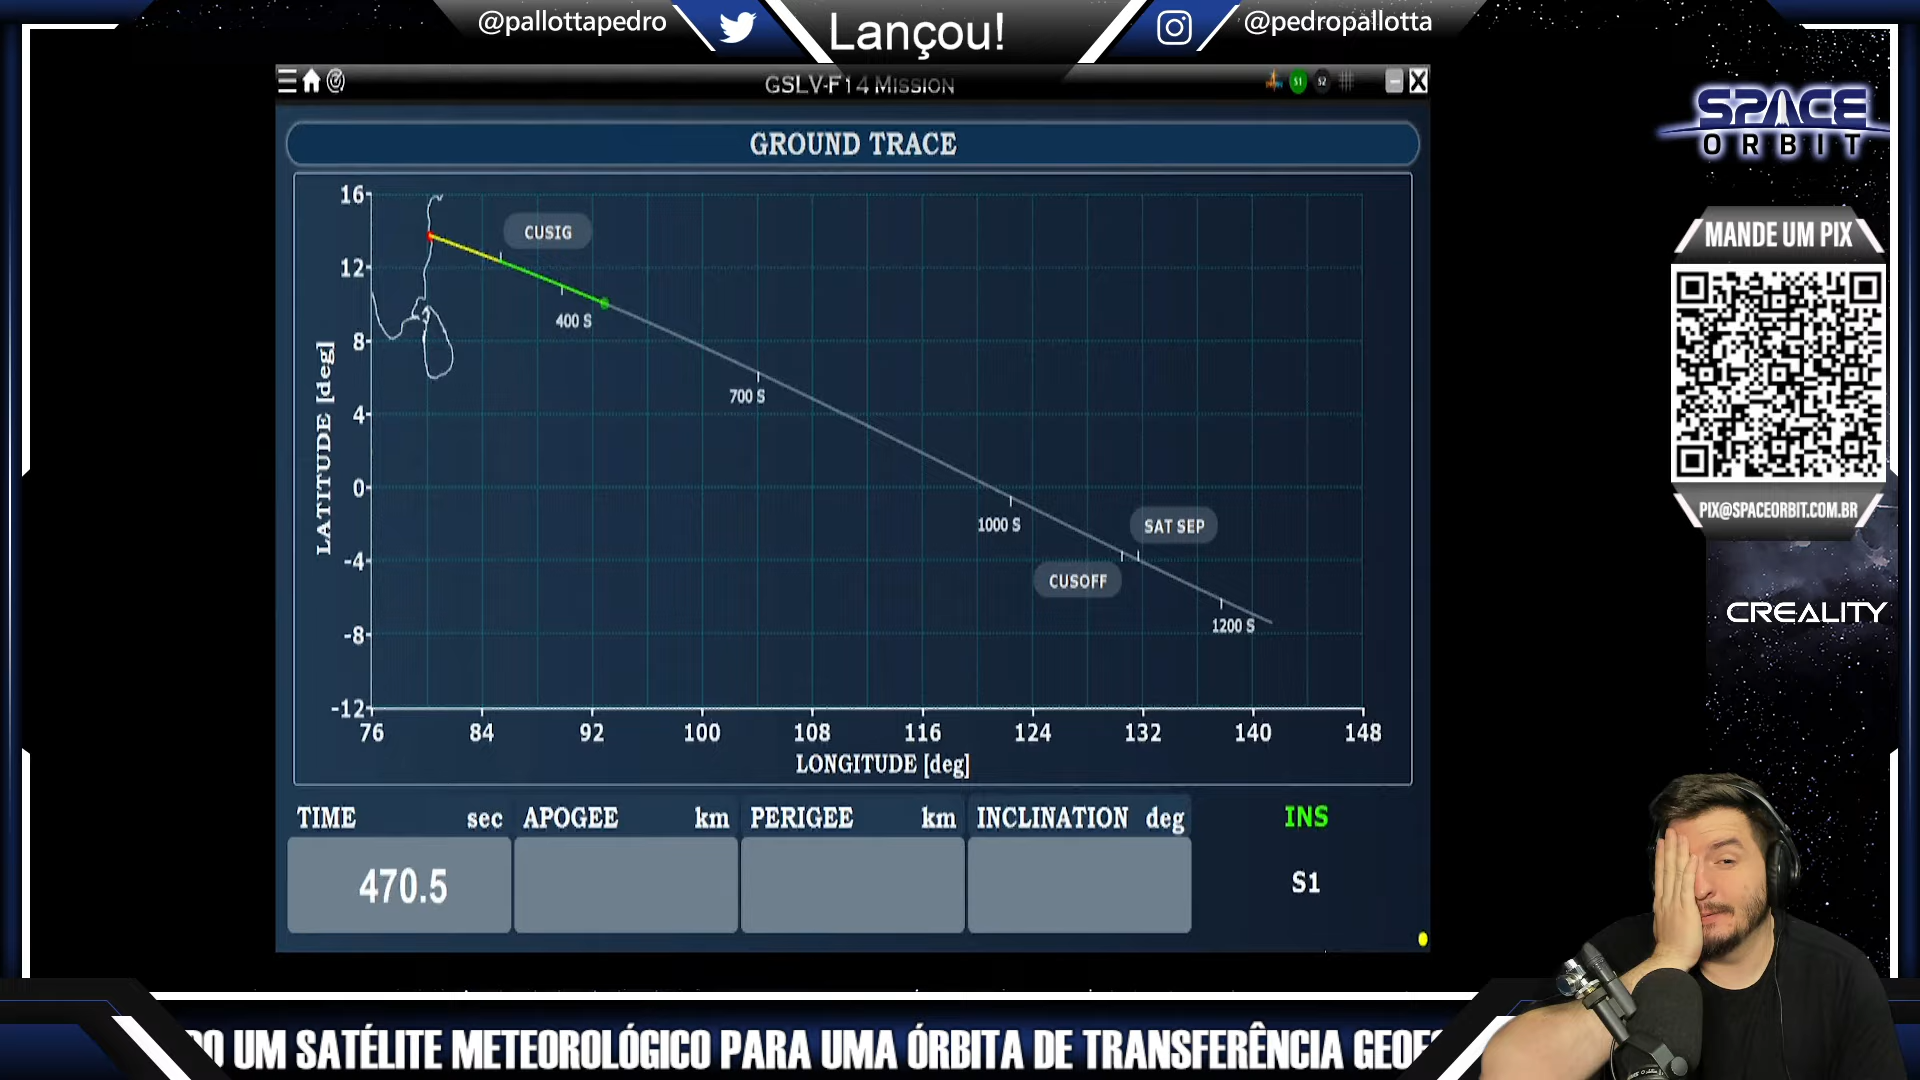 @pallottapedro
Lançou!
@pedropallotta
GSLV-F14 MISSION
S1
S2
GROUND TRACE
SPACE
ORBIT
MANDE UM PIX
PIX@SPACEORBIT.COM.BR
CREALITY
LATITUDE [deg]
16
12
8
4
0
-4
-8
-12
CUSIG
400 S
700 S
1000 S
SAT SEP
CUSOFF
1200 S
76 84 92 100 108 116 124 132 140 148
LONGITUDE [deg]
TIME sec APOGEE km PERIGEE km INCLINATION deg INS
470.5 S1
UM SATÉLITE METEOROLÓGICO PARA UMA ÓRBITA DE TRANSFERÊNCIA